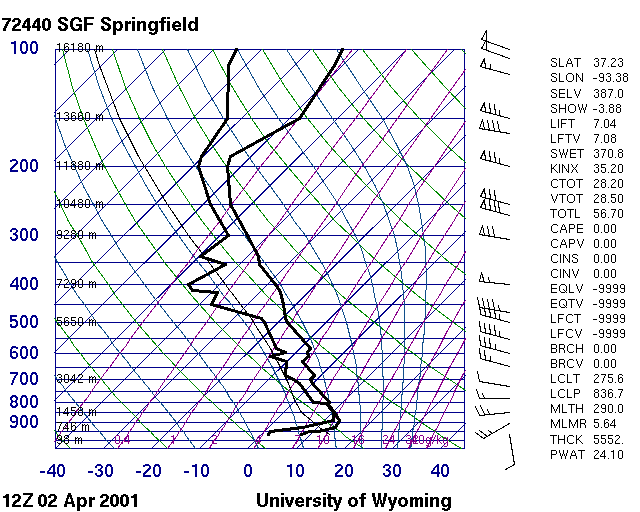 72440 SGF Springfield
100
16180 m
13660 m
200
11880 m
10480 m
300
9280 m
400
7290 m
500
5650 m
600
700
3042 m
800
1458 m
900
746 m
98 m
0.4
1
2
4
10
16
24
g/kg
-40 -30 -20 -10 0 10 20 30 40
12Z 02 Apr 2001
University of Wyoming
SLAT 37.23
SLON -93.38
SELV 387.0
SHOW -3.88
LIFT 7.04
LFTV 7.08
SWET 370.8
KINX 35.20
CTOT 28.20
VTOT 28.50
TOTL 56.70
CAPE 0.00
CAPV 0.00
CINS 0.00
CINV 0.00
EQLV -9999
EQTV -9999
LFCT -9999
LFCV -9999
BRCH 0.00
BRCV 0.00
LCLT 275.6
LCLP 836.7
MLTH 290.0
MLMR 5.64
THCK 5552.
PWAT 24.10